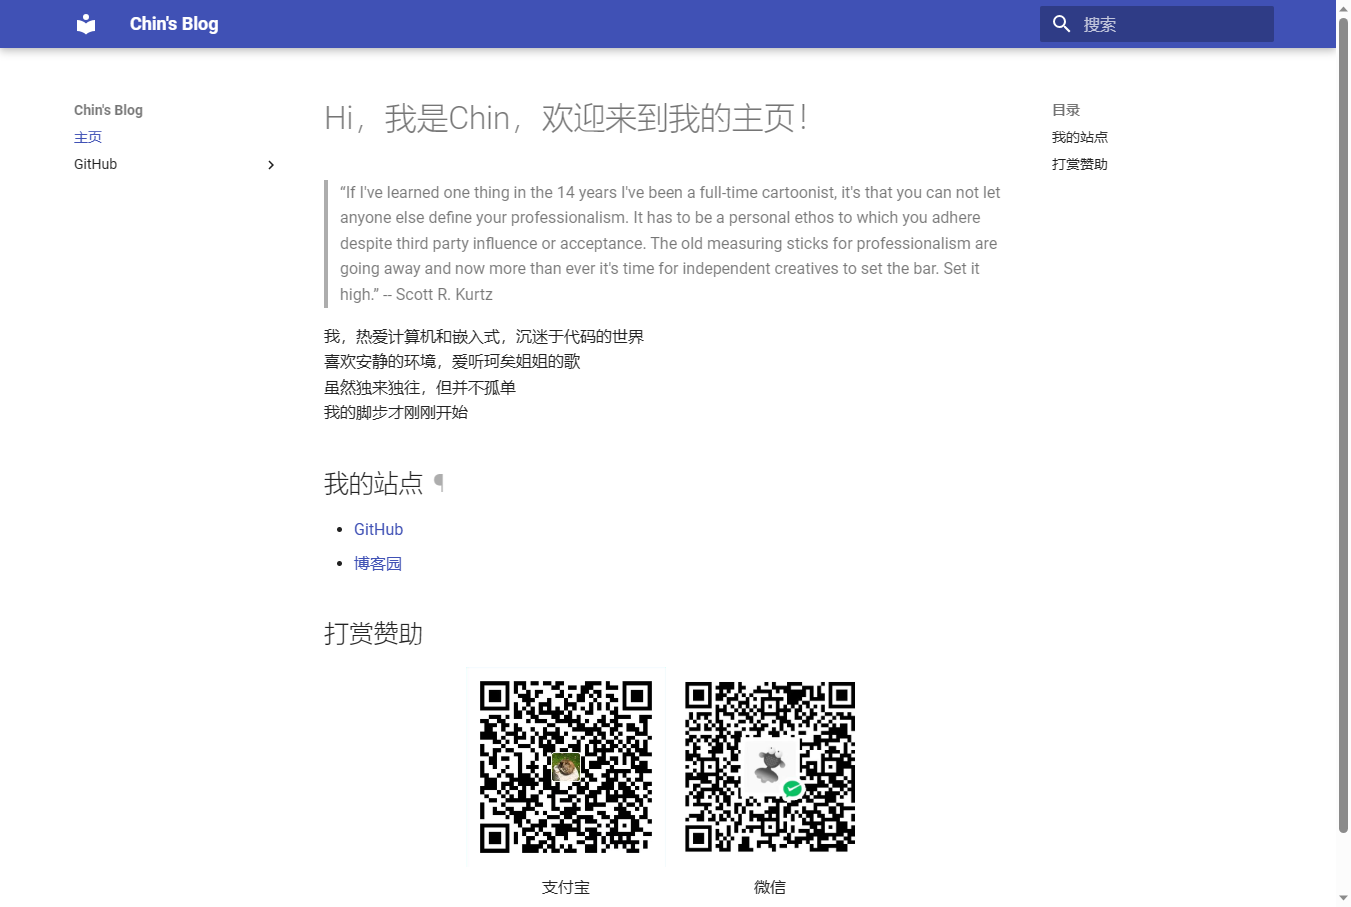 Chin's Blog
搜索
Chin's Blog
主页
GitHub
Hi，我是Chin，欢迎来到我的主页！
“If I've learned one thing in the 14 years I've been a full-time cartoonist, it's that you can not let
anyone else define your professionalism. It has to be a personal ethos to which you adhere
despite third party influence or acceptance. The old measuring sticks for professionalism are
going away and now more than ever it's time for independent creatives to set the bar. Set it
high.” -- Scott R. Kurtz
我，热爱计算机和嵌入式，沉迷于代码的世界
喜欢安静的环境，爱听珂矣姐姐的歌
虽然独来独往，但并不孤单
我的脚步才刚刚开始
我的站点 ¶
GitHub
博客园
打赏赞助
支付宝
微信
目录
我的站点
打赏赞助